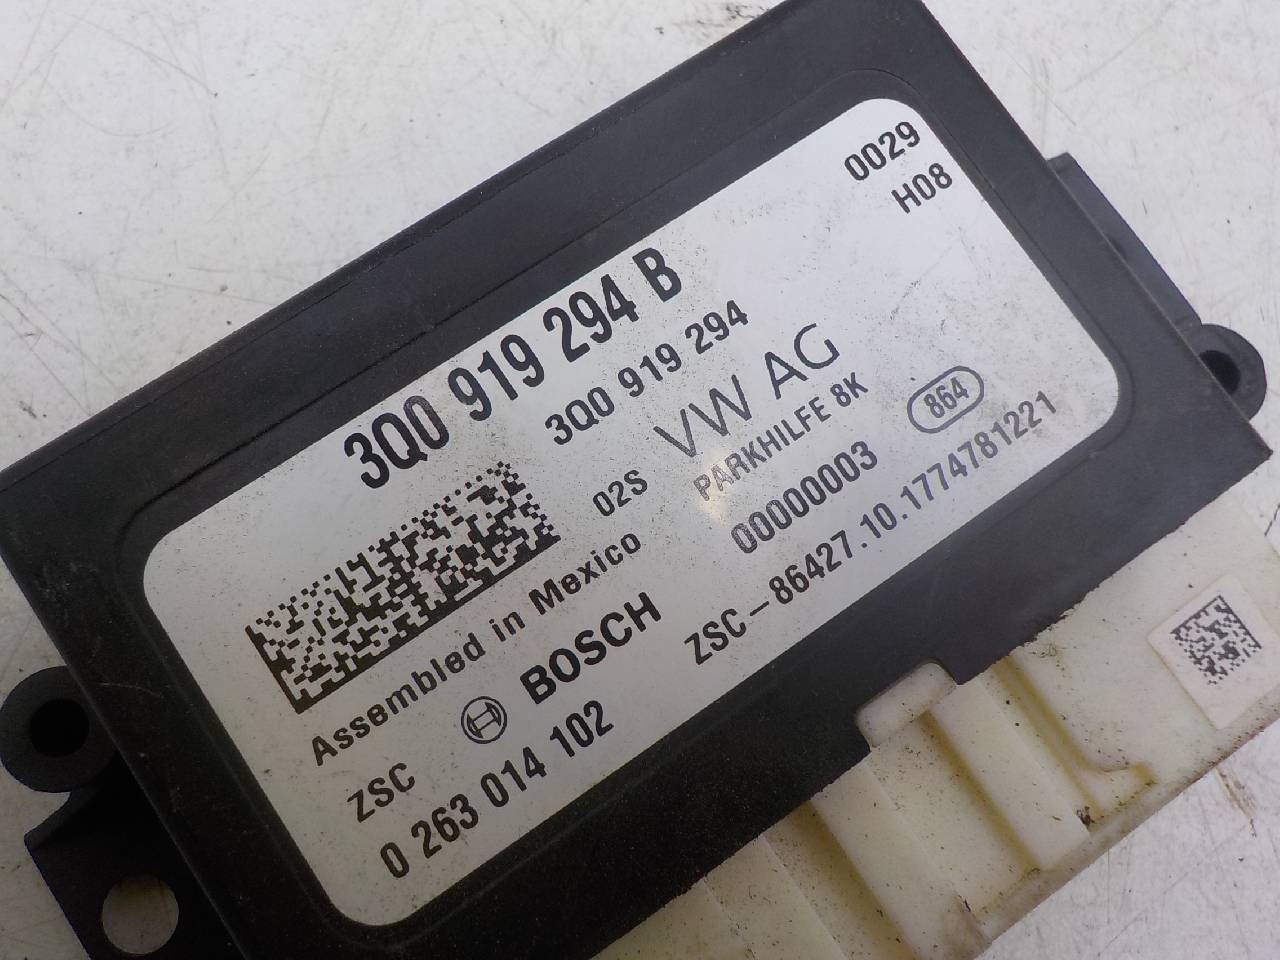 0029
H08
3Q0 919 294 B
3Q0 919 294
VW AG
02S
PARKHILFE 8K
864
00000003
Assembled in Mexico
BOSCH
ZSC-86427.10.1774781221
ZSC
0 263 014 102